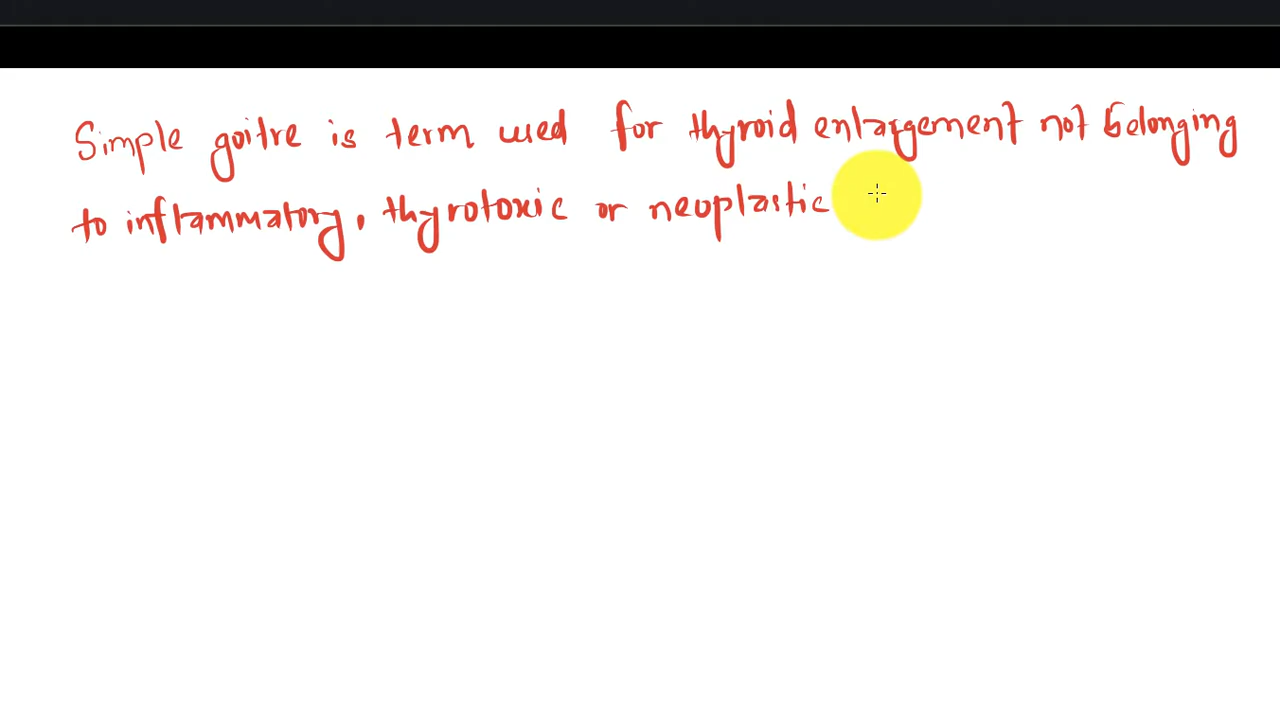 Simple goitre is term used for thyroid enlargement not belonging
to inflammatory, thyrotoxic or neoplastic